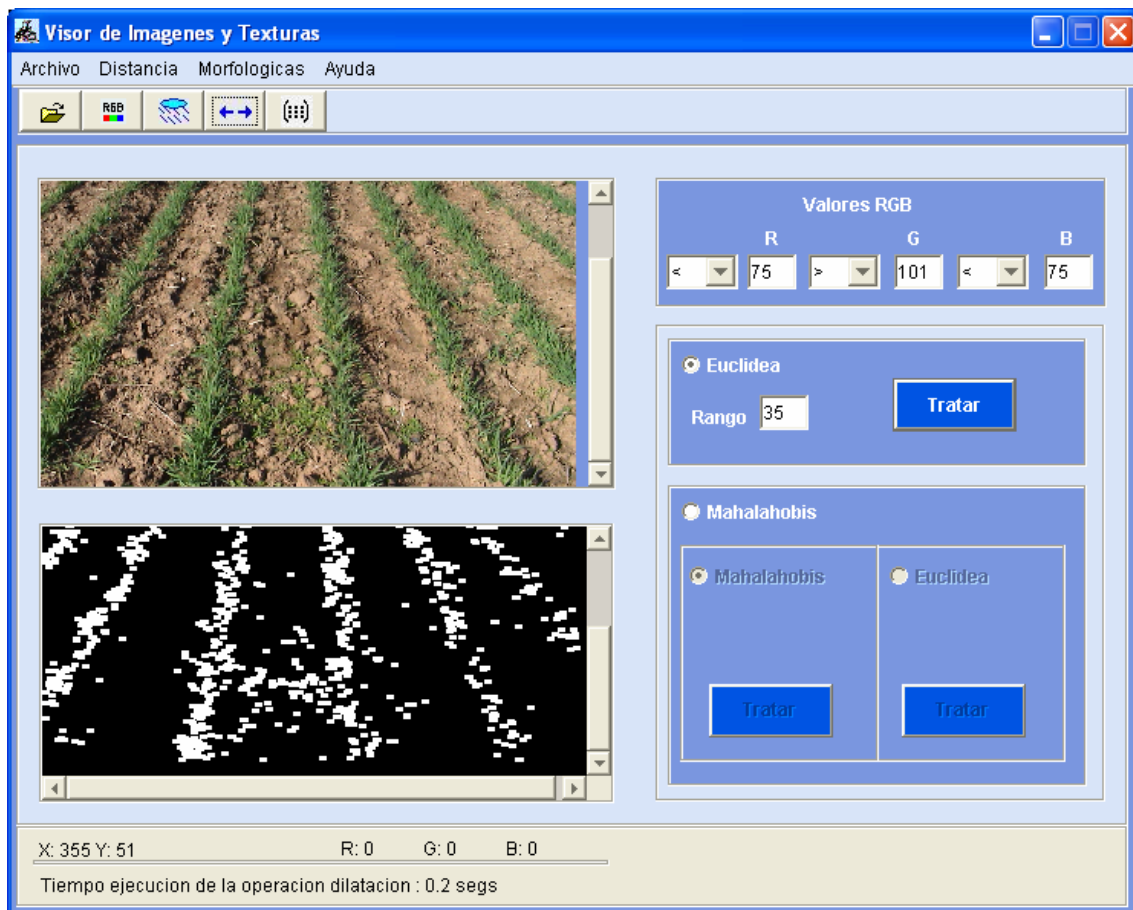 Visor de Imagenes y Texturas
Archivo Distancia Morfologicas Ayuda
RGB
Valores RGB
R G B
< 75 > 101 < 75
Euclidea
Rango 35
Tratar
Mahalahobis
Mahalahobis Euclidea
Tratar Tratar
X: 355 Y: 51 R: 0 G: 0 B: 0
Tiempo ejecucion de la operacion dilatacion : 0.2 segs